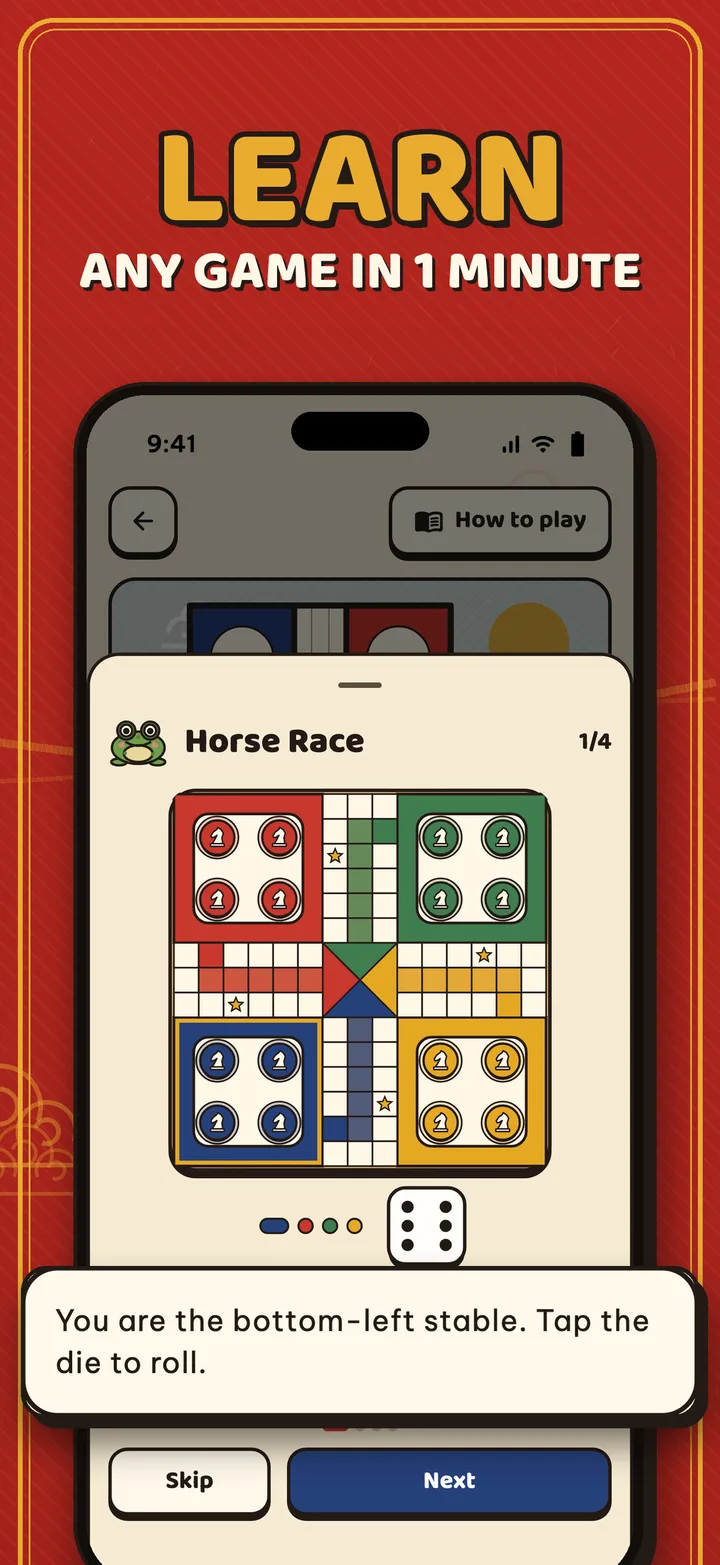 LEARN
ANY GAME IN 1 MINUTE
9:41
How to play
Horse Race
1/4
You are the bottom-left stable. Tap the
die to roll.
Skip
Next